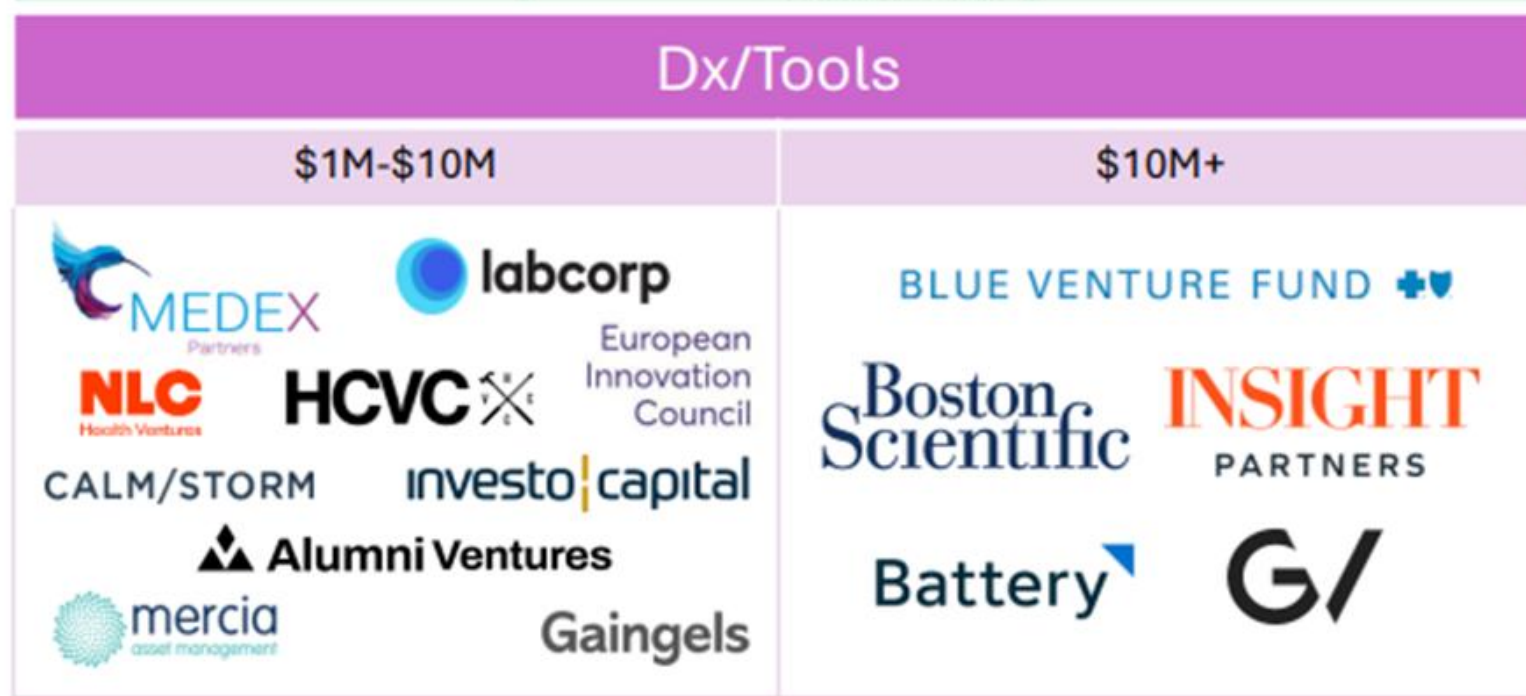 Dx/Tools
$1M-$10M
$10M+
MEDEX
Partners
labcorp
European
Innovation
Council
NLC
Health Ventures
HCVC
H
V C
C
CALM/STORM
investo capital
Alumni Ventures
mercia
asset management
Gaingels
BLUE VENTURE FUND
Boston
Scientific
INSIGHT
PARTNERS
Battery
GV